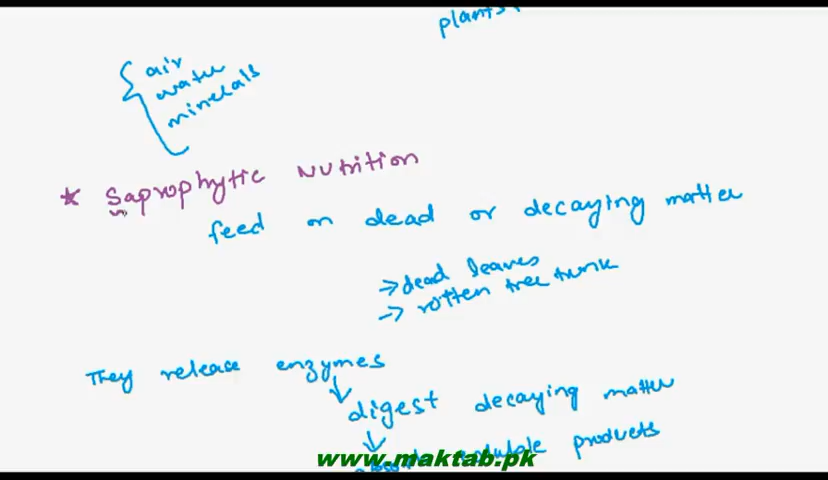 plants
air
water
minerals
* Saprophytic Nutrition
feed on dead or decaying matter
→ dead leaves
→ rotten tree trunk
They release enzymes
↓
digest decaying matter
↓
absorb soluble products
www.maktab.pk